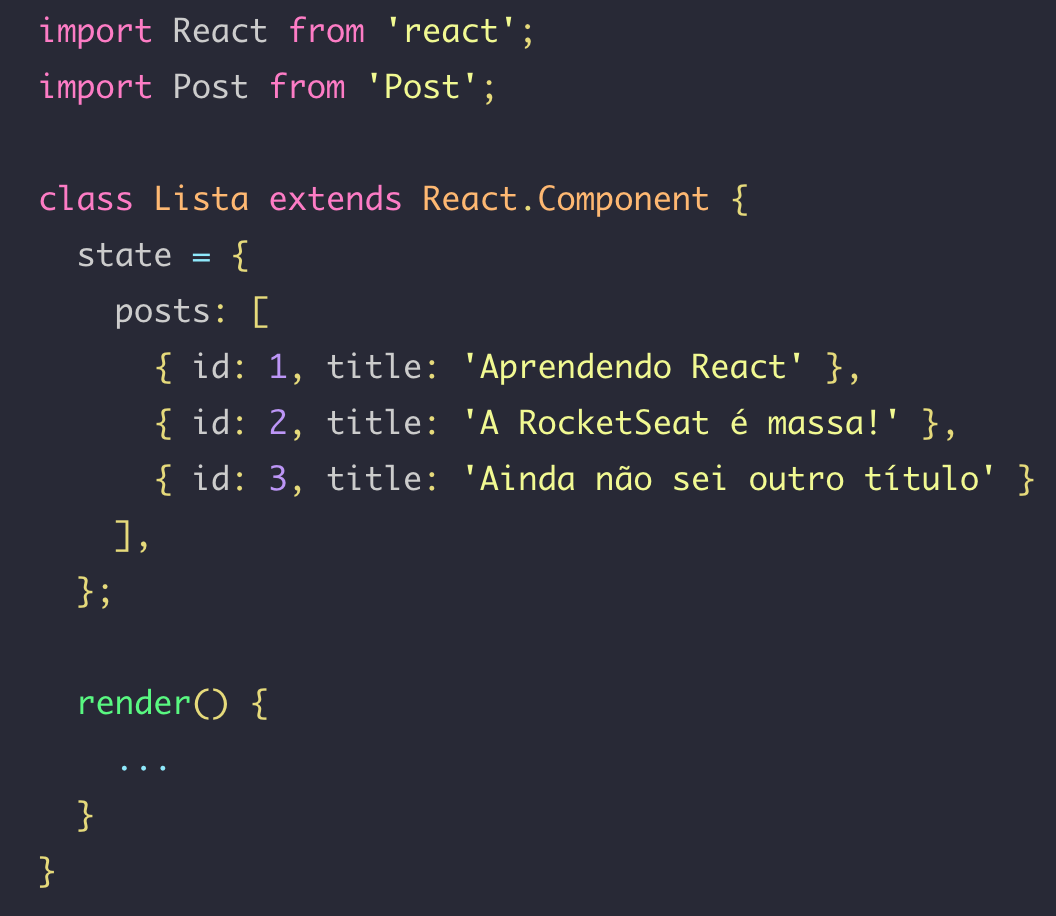 import React from 'react';
import Post from 'Post';
class Lista extends React.Component {
  state = {
    posts: [
      { id: 1, title: 'Aprendendo React' },
      { id: 2, title: 'A RocketSeat é massa!' },
      { id: 3, title: 'Ainda não sei outro título' }
    ],
  };
  render() {
    ...
  }
}